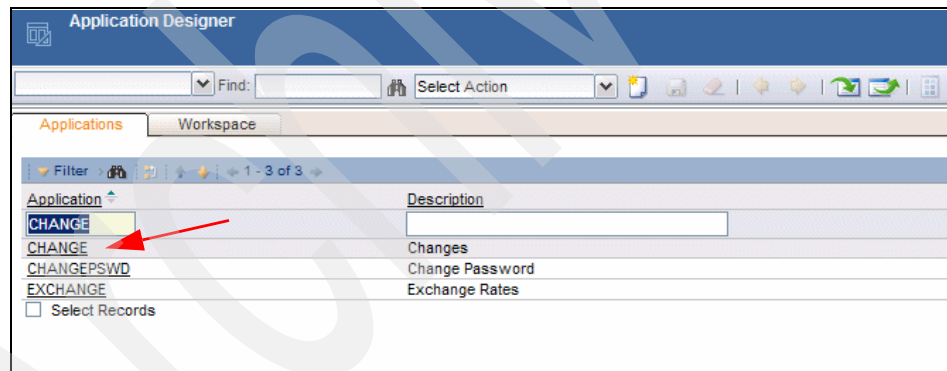 Application Designer
Find: Select Action
Applications Workspace
Filter 1 - 3 of 3
Application Description
CHANGE
CHANGE Changes
CHANGEPSWD Change Password
EXCHANGE Exchange Rates
Select Records